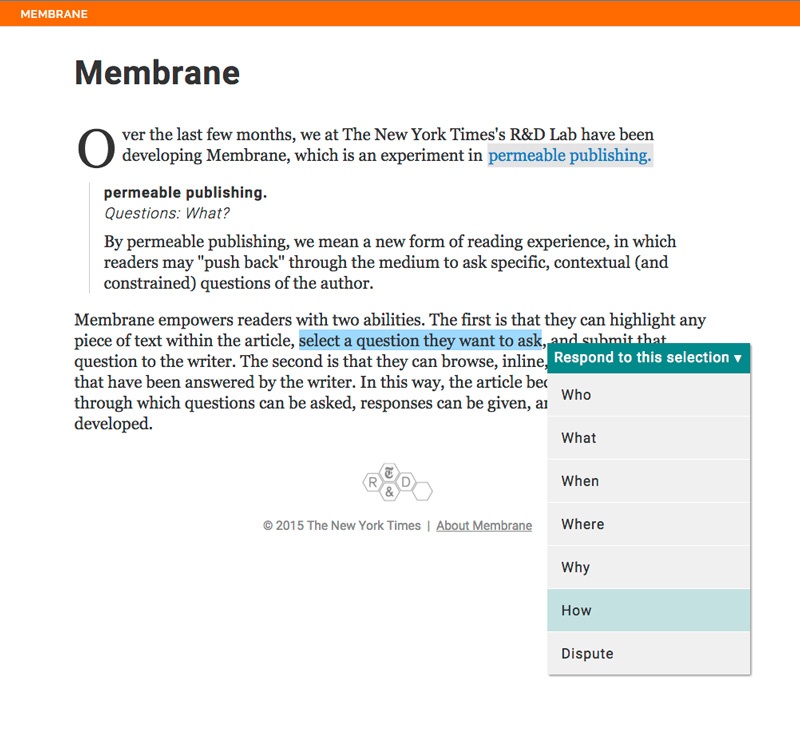 MEMBRANE
Membrane
Over the last few months, we at The New York Times's R&D Lab have been
developing Membrane, which is an experiment in permeable publishing.
permeable publishing.
Questions: What?
By permeable publishing, we mean a new form of reading experience, in which
readers may "push back" through the medium to ask specific, contextual (and
constrained) questions of the author.
Membrane empowers readers with two abilities. The first is that they can highlight any
piece of text within the article, select a question they want to ask, and submit that
question to the writer. The second is that they can browse, inline,
that have been answered by the writer. In this way, the article
through which questions can be asked, responses can be given,
developed.
Respond to this selection ▾
Who
What
When
Where
Why
How
Dispute
T
R D
&
© 2015 The New York Times | About Membrane